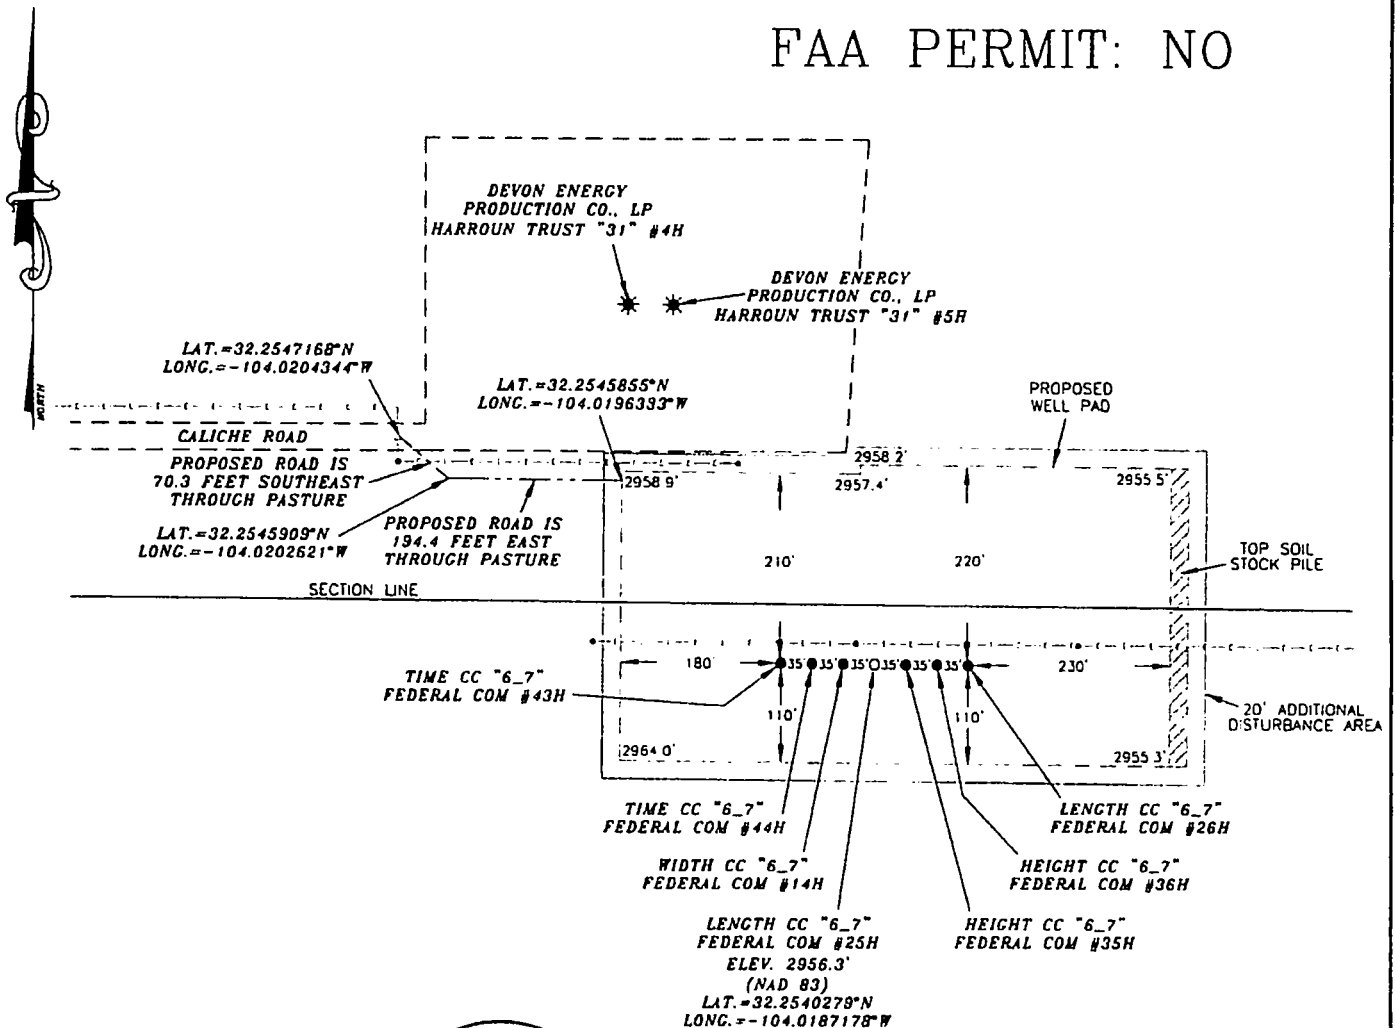 FAA PERMIT: NO
DEVON ENERGY
PRODUCTION CO., LP
HARROUN TRUST "31" #4H
DEVON ENERGY
PRODUCTION CO., LP
HARROUN TRUST "31" #5H
LAT.=32.2547168°N
LONG.=-104.0204344°W
LAT.=32.2545855°N
LONG.=-104.0196333°W
NORTH
PROPOSED
WELL PAD
CALICHE ROAD
PROPOSED ROAD IS
70.3 FEET SOUTHEAST
THROUGH PASTURE
2958.2'
2958.9'
2957.4'
2955.5'
LAT.=32.2545909°N
LONG.=-104.0202621°W
PROPOSED ROAD IS
194.4 FEET EAST
THROUGH PASTURE
210'
220'
TOP SOIL
STOCK PILE
SECTION LINE
180'
35'
35'
35'
35'
35'
35'
230'
TIME CC "6_7"
FEDERAL COM #43H
110'
110'
20' ADDITIONAL
DISTURBANCE AREA
2964.0'
2955.3'
TIME CC "6_7"
FEDERAL COM #44H
LENGTH CC "6_7"
FEDERAL COM #26H
WIDTH CC "6_7"
FEDERAL COM #14H
HEIGHT CC "6_7"
FEDERAL COM #36H
LENGTH CC "6_7"
FEDERAL COM #25H
ELEV. 2956.3'
(NAD 83)
LAT.=32.2540279°N
LONG.=-104.0187178°W
HEIGHT CC "6_7"
FEDERAL COM #35H